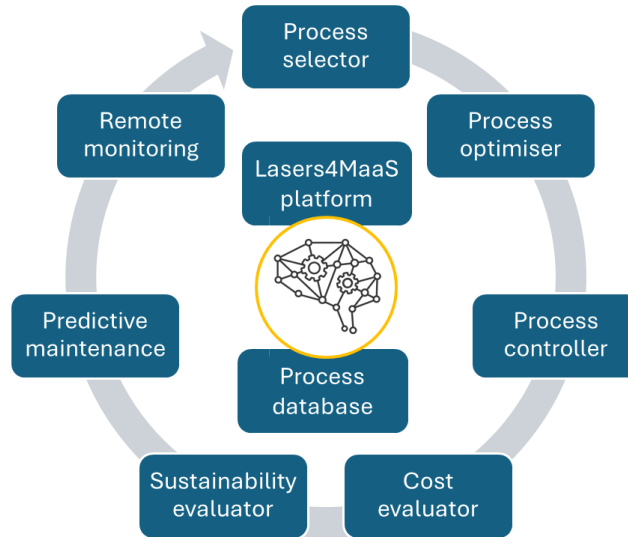 Process
selector
Process
optimiser
Process
controller
Cost
evaluator
Sustainability
evaluator
Predictive
maintenance
Remote
monitoring
Lasers4MaaS
platform
Process
database